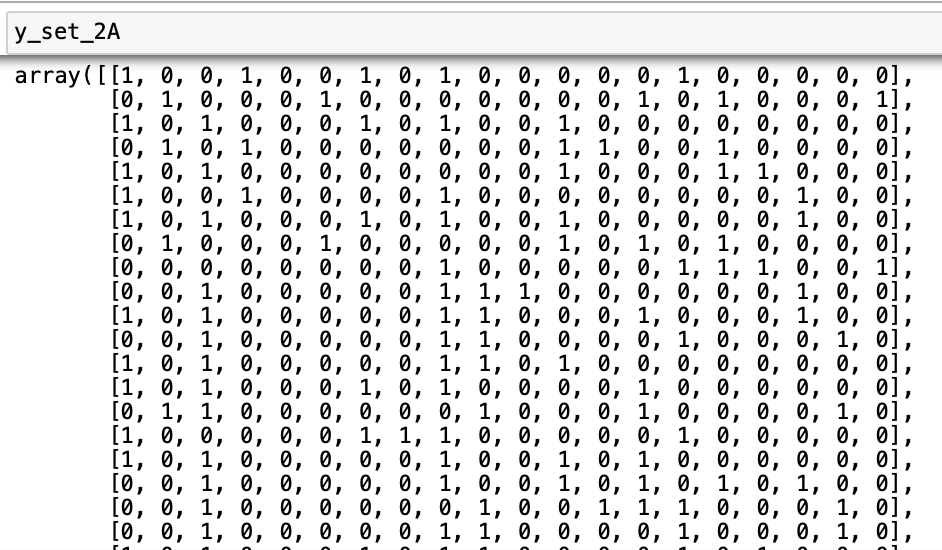 y_set_2A
array([[1, 0, 0, 1, 0, 0, 1, 0, 1, 0, 0, 0, 0, 0, 1, 0, 0, 0, 0, 0],
[0, 1, 0, 0, 0, 1, 0, 0, 0, 0, 0, 0, 0, 1, 0, 1, 0, 0, 0, 1],
[1, 0, 1, 0, 0, 0, 1, 0, 1, 0, 0, 1, 0, 0, 0, 0, 0, 0, 0, 0],
[0, 1, 0, 1, 0, 0, 0, 0, 0, 0, 0, 1, 1, 0, 0, 1, 0, 0, 0, 0],
[1, 0, 1, 0, 0, 0, 0, 0, 0, 0, 0, 1, 0, 0, 0, 1, 1, 0, 0, 0],
[1, 0, 0, 1, 0, 0, 0, 0, 1, 0, 0, 0, 0, 0, 0, 0, 0, 1, 0, 0],
[1, 0, 1, 0, 0, 0, 1, 0, 1, 0, 0, 1, 0, 0, 0, 0, 0, 1, 0, 0],
[0, 1, 0, 0, 0, 1, 0, 0, 0, 0, 0, 1, 0, 1, 0, 1, 0, 0, 0, 0],
[0, 0, 0, 0, 0, 0, 0, 0, 1, 0, 0, 0, 0, 0, 1, 1, 1, 0, 0, 1],
[0, 0, 1, 0, 0, 0, 0, 0, 1, 1, 1, 0, 0, 0, 0, 0, 0, 1, 0, 0],
[1, 0, 1, 0, 0, 0, 0, 0, 1, 1, 0, 0, 0, 1, 0, 0, 0, 1, 0, 0],
[0, 0, 1, 0, 0, 0, 0, 0, 1, 1, 0, 0, 0, 0, 1, 0, 0, 0, 1, 0],
[1, 0, 1, 0, 0, 0, 0, 0, 1, 1, 0, 1, 0, 0, 0, 0, 0, 0, 0, 0],
[1, 0, 1, 0, 0, 0, 1, 0, 1, 0, 0, 0, 0, 1, 0, 0, 0, 0, 0, 0],
[0, 1, 1, 0, 0, 0, 0, 0, 0, 1, 0, 0, 0, 1, 0, 0, 0, 0, 1, 0],
[1, 0, 0, 0, 0, 0, 1, 1, 1, 0, 0, 0, 0, 0, 1, 0, 0, 0, 0, 0],
[1, 0, 1, 0, 0, 0, 0, 0, 1, 0, 0, 1, 0, 1, 0, 0, 0, 0, 0, 0],
[0, 0, 1, 0, 0, 0, 0, 0, 1, 0, 0, 1, 0, 1, 0, 1, 0, 1, 0, 0],
[0, 0, 1, 0, 0, 0, 0, 0, 0, 1, 0, 0, 1, 1, 1, 0, 0, 0, 1, 0],
[0, 0, 1, 0, 0, 0, 0, 0, 1, 1, 0, 0, 0, 0, 1, 0, 0, 0, 1, 0],